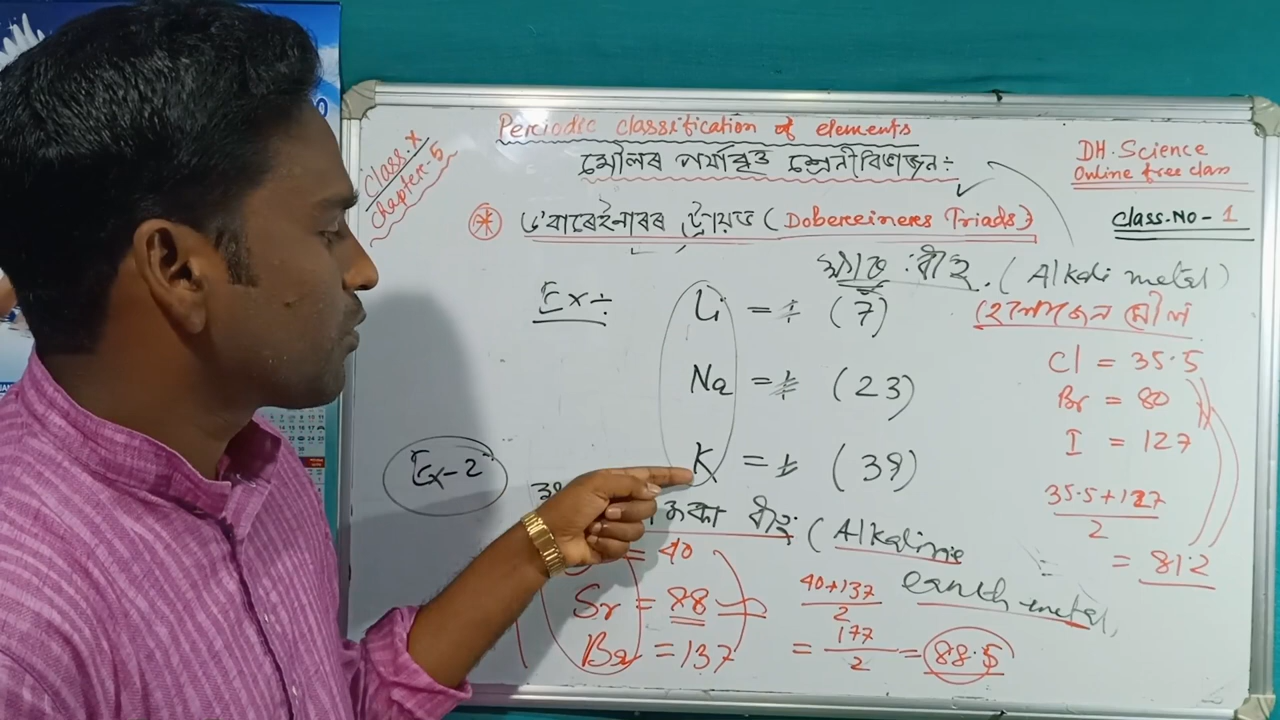 Class-X
chapter-5
Periodic classification of elements
মৌলৰ পৰ্যাবৃত্ত শ্ৰেনীবিভাজন÷
DH. Science
Online free class
class. No - 1
ড'বাৰেইনাৰৰ ট্ৰায়ড (Dobereiners Triads)
ক্ষাৰ ধাতু. (Alkali metal)
Ex÷
Li = (7)
Na = (23)
K = (39)
হেলোজেন মৌল
Cl = 35.5
Br = 80
I = 127
35.5+127
2
= 81.2
Ex-2
ধাতু (Alkaline
earth metal,
= 40
Sr = 88
Ba = 137
40+137
2
= 177
2
= 88.5